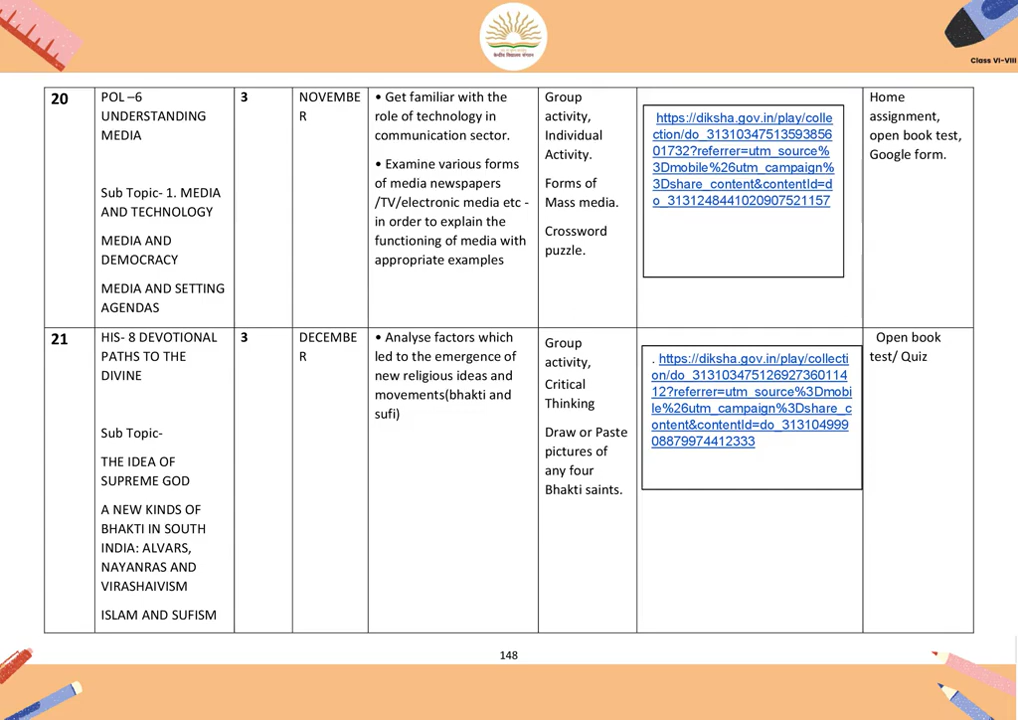 Class VI-VIII
20
POL –6
UNDERSTANDING
MEDIA
Sub Topic- 1. MEDIA
AND TECHNOLOGY
MEDIA AND
DEMOCRACY
MEDIA AND SETTING
AGENDAS
3
NOVEMBE
R
• Get familiar with the
role of technology in
communication sector.
• Examine various forms
of media newspapers
/TV/electronic media etc -
in order to explain the
functioning of media with
appropriate examples
Group
activity,
Individual
Activity.
Forms of
Mass media.
Crossword
puzzle.
https://diksha.gov.in/play/colle
ction/do_31310347513593856
01732?referrer=utm_source%
3Dmobile%26utm_campaign%
3Dshare_content&contentId=d
o_3131248441020907521157
Home
assignment,
open book test,
Google form.
21
HIS- 8 DEVOTIONAL
PATHS TO THE
DIVINE
Sub Topic-
THE IDEA OF
SUPREME GOD
A NEW KINDS OF
BHAKTI IN SOUTH
INDIA: ALVARS,
NAYANRAS AND
VIRASHAIVISM
ISLAM AND SUFISM
3
DECEMBE
R
• Analyse factors which
led to the emergence of
new religious ideas and
movements(bhakti and
sufi)
Group
activity,
Critical
Thinking
Draw or Paste
pictures of
any four
Bhakti saints.
. https://diksha.gov.in/play/collecti
on/do_313103475126927360114
12?referrer=utm_source%3Dmobi
le%26utm_campaign%3Dshare_c
ontent&contentId=do_313104999
08879974412333
Open book
test/ Quiz
148